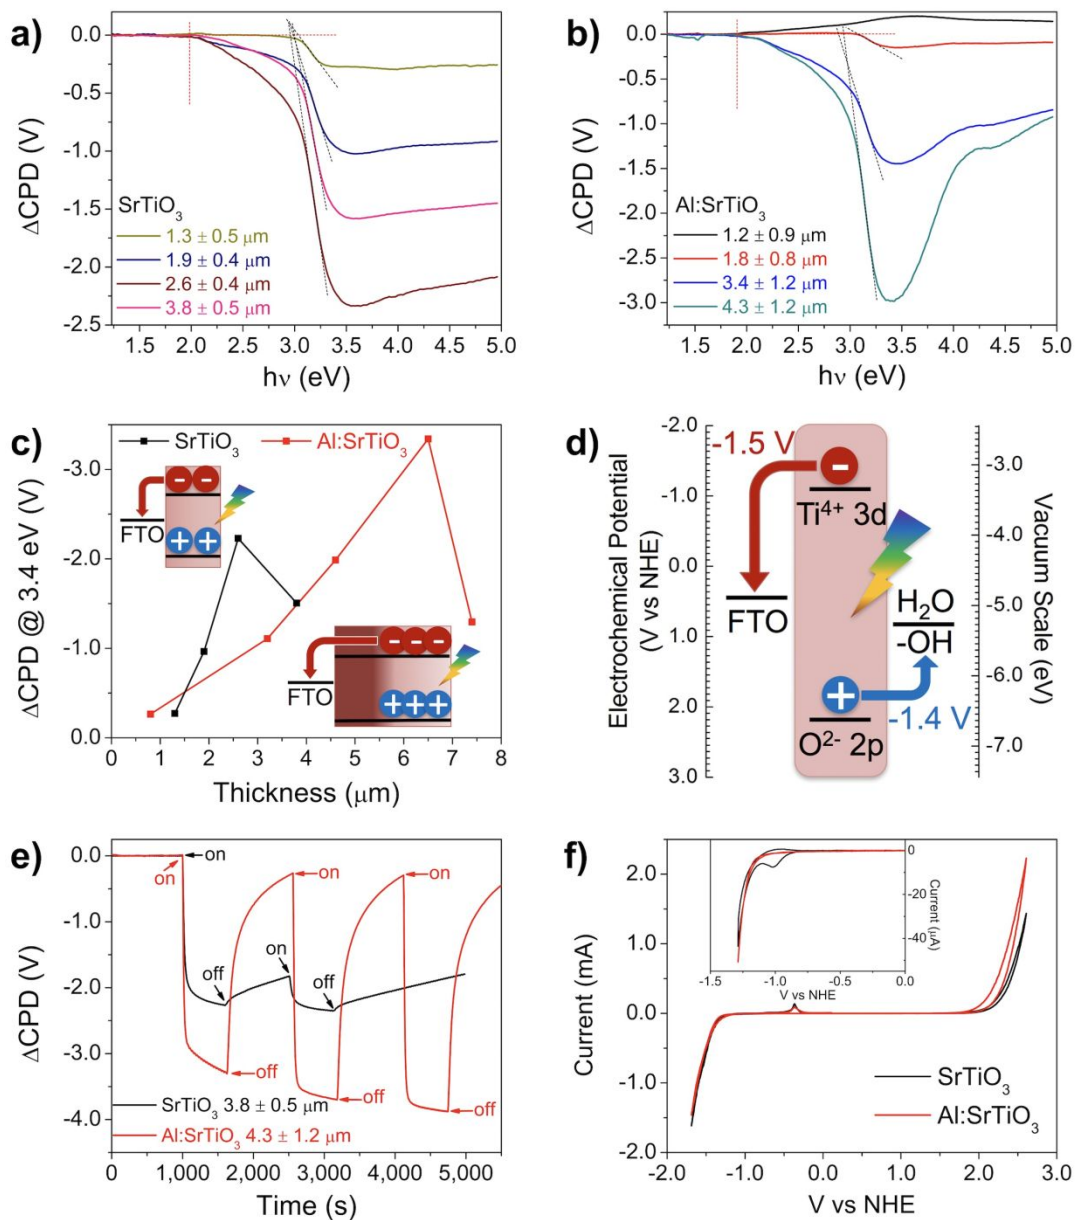 a)
0.0
-0.5
-1.0
-1.5
-2.0
-2.5
ΔCPD (V)
SrTiO₃
1.3 ± 0.5 μm
1.9 ± 0.4 μm
2.6 ± 0.4 μm
3.8 ± 0.5 μm
1.5 2.0 2.5 3.0 3.5 4.0 4.5 5.0
hν (eV)
b)
0.0
-0.5
-1.0
-1.5
-2.0
-2.5
-3.0
ΔCPD (V)
Al:SrTiO₃
1.2 ± 0.9 μm
1.8 ± 0.8 μm
3.4 ± 1.2 μm
4.3 ± 1.2 μm
1.5 2.0 2.5 3.0 3.5 4.0 4.5 5.0
hν (eV)
c)
SrTiO₃
Al:SrTiO₃
-3.0
-2.0
-1.0
0.0
ΔCPD @ 3.4 eV (V)
- -
FTO
+ +
- - -
FTO
+ + +
0 1 2 3 4 5 6 7 8
Thickness (μm)
d)
-2.0
-1.0
0.0
1.0
2.0
3.0
Electrochemical Potential
(V vs NHE)
-1.5 V
-
Ti⁴⁺ 3d
FTO
H₂O
-OH
+
-1.4 V
O²⁻ 2p
-3.0
-4.0
-5.0
-6.0
-7.0
Vacuum Scale (eV)
e)
0.0
-1.0
-2.0
-3.0
-4.0
ΔCPD (V)
on
on
on
on
on
off
off
off
off
off
SrTiO₃ 3.8 ± 0.5 μm
Al:SrTiO₃ 4.3 ± 1.2 μm
0 1,000 2,000 3,000 4,000 5,000
Time (s)
f)
2.0
1.0
0.0
-1.0
2.0
Current (mA)
0
-20
-40
Current (μA)
-1.5 -1.0 -0.5 0.0
V vs NHE
SrTiO₃
Al:SrTiO₃
-2.0 -1.0 0.0 1.0 2.0 3.0
V vs NHE